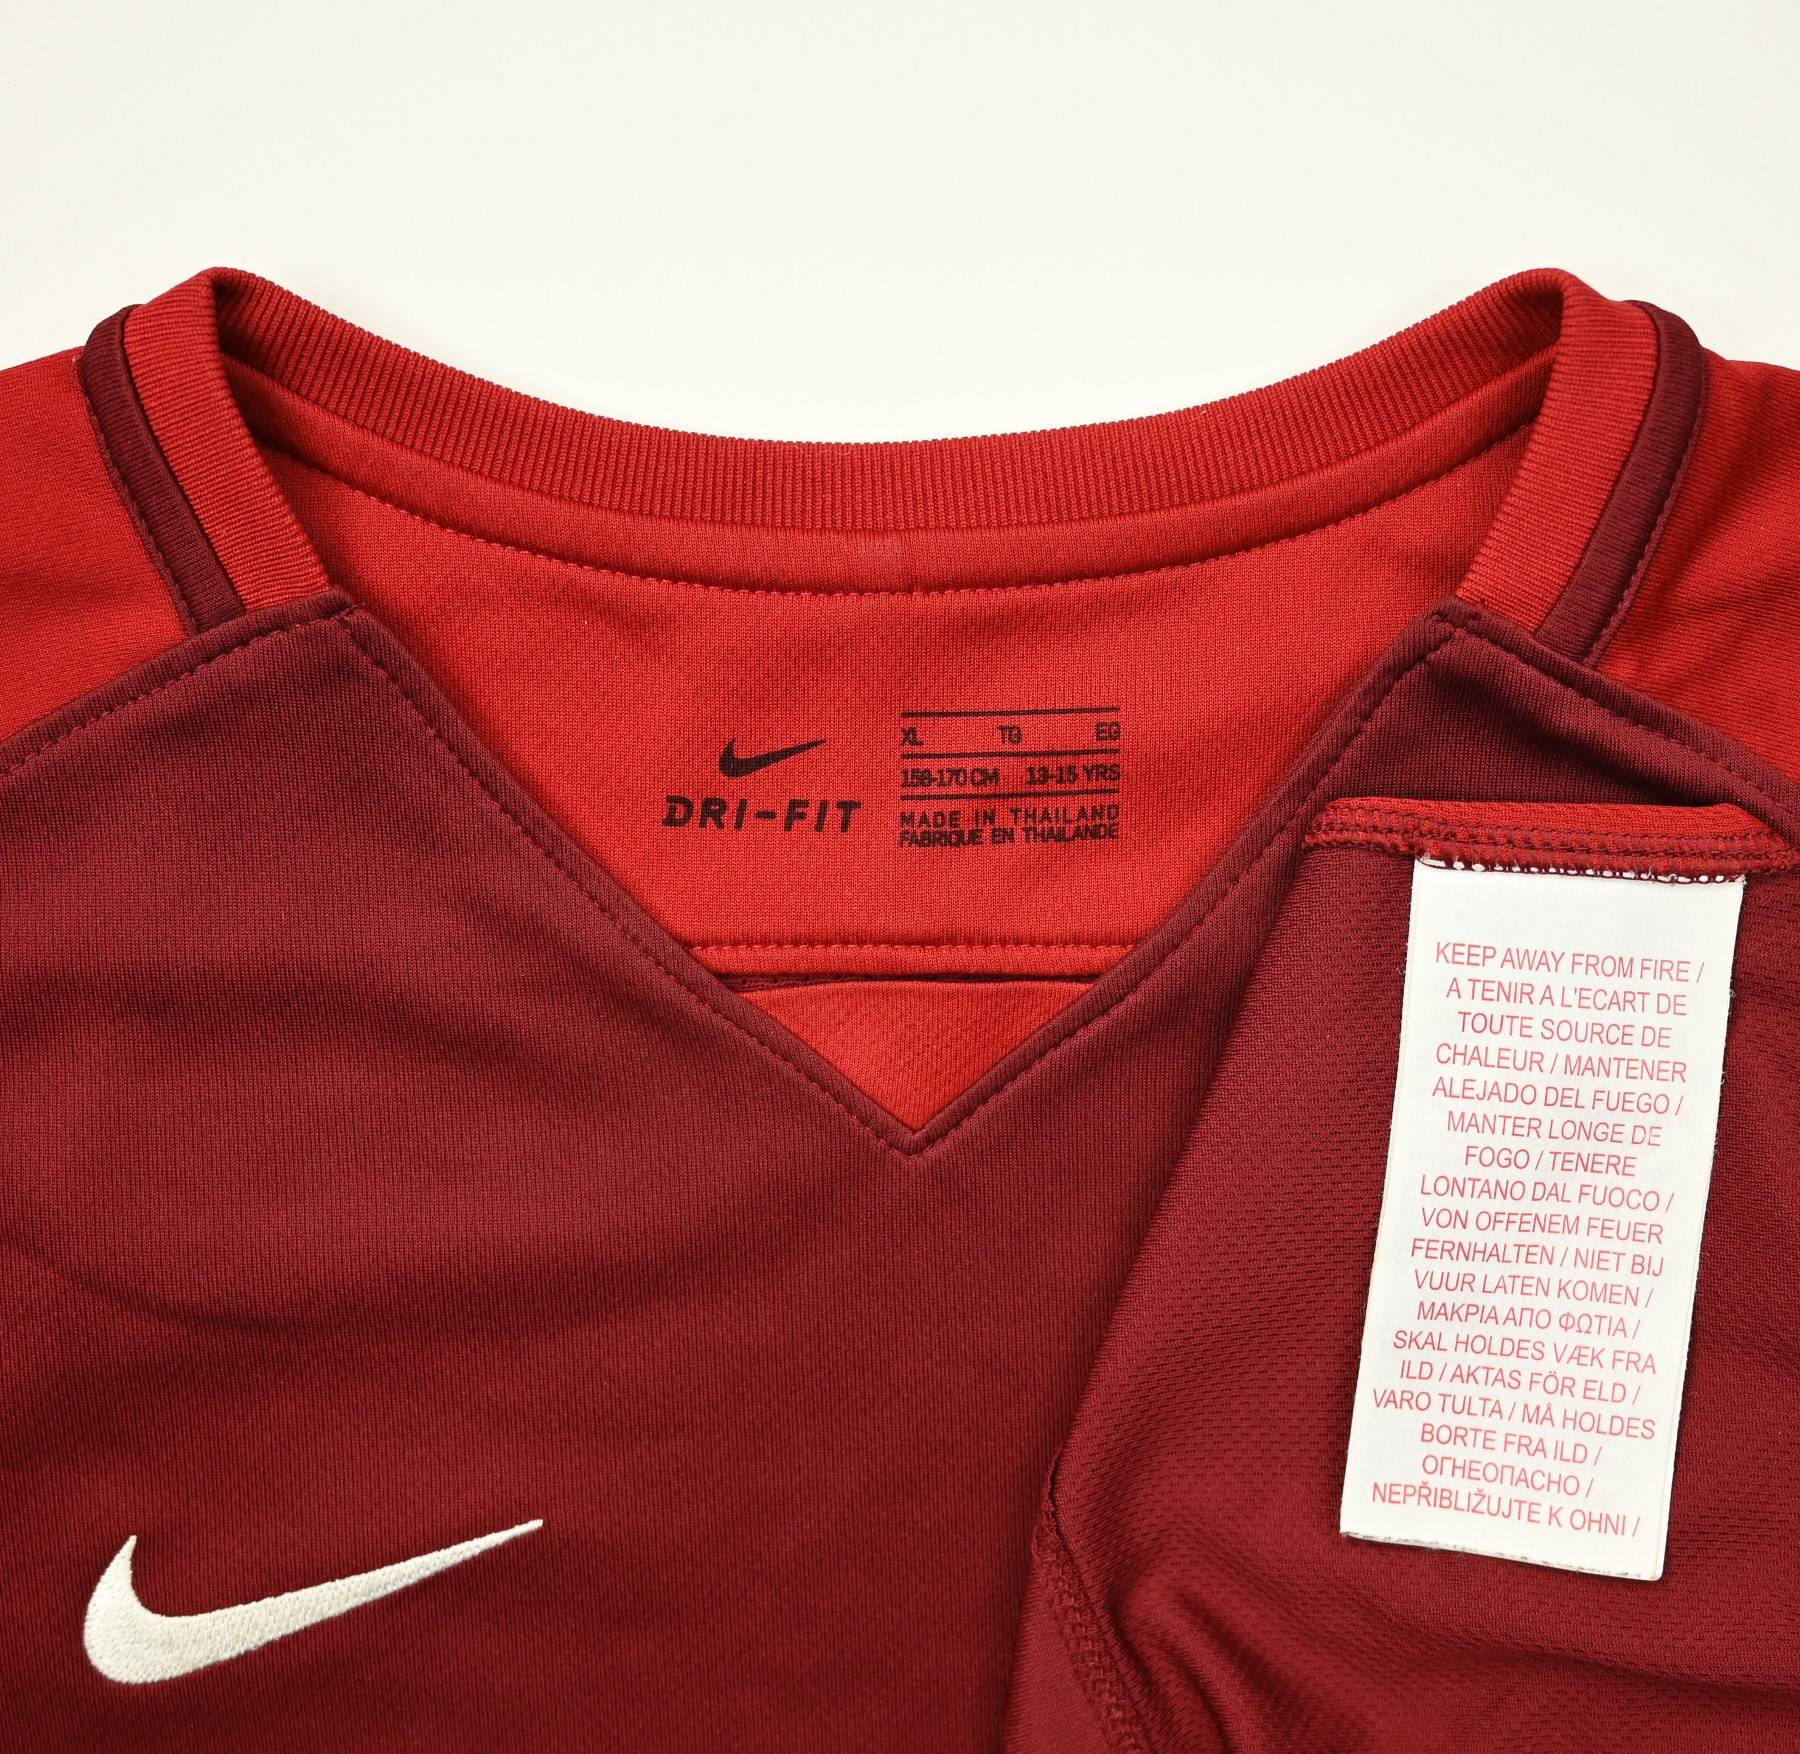 XL TG EG
158-170 CM 13-15 YRS
DRI-FIT
MADE IN THAILAND
FABRIQUE EN THAILANDE
KEEP AWAY FROM FIRE /
A TENIR A L'ECART DE
TOUTE SOURCE DE
CHALEUR / MANTENER
ALEJADO DEL FUEGO /
MANTER LONGE DE
FOGO / TENERE
LONTANO DAL FUOCO /
VON OFFENEM FEUER
FERNHALTEN / NIET BIJ
VUUR LATEN KOMEN /
ΜΑΚΡΙΑ ΑΠΟ ΦΩΤΙΑ /
SKAL HOLDES VÆK FRA
ILD / AKTAS FÖR ELD /
VARO TULTA / MÅ HOLDES
BORTE FRA ILD /
ОГНЕОПАСНО /
NEPŘIBLIŽUJTE K OHNI /